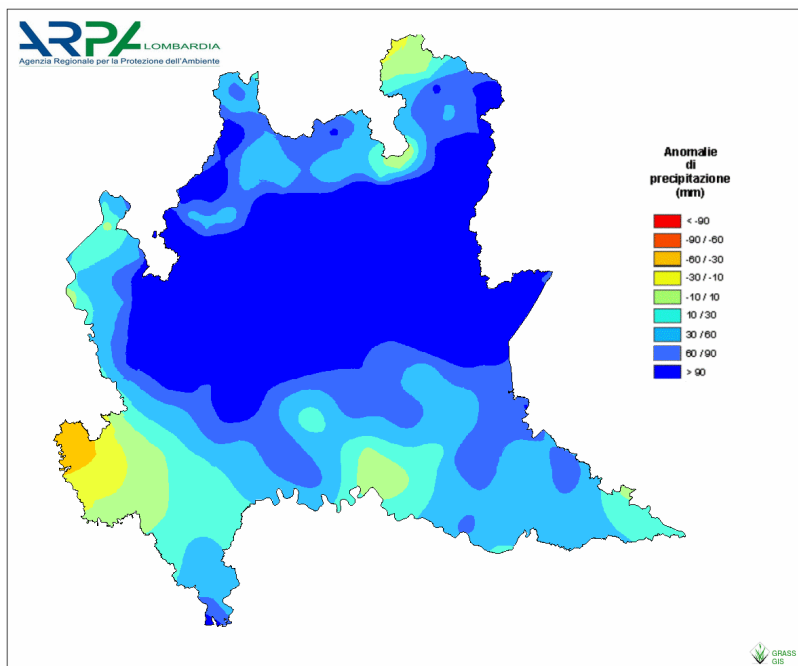 ARPA LOMBARDIA
Agenzia Regionale per la Protezione dell'Ambiente
Anomalie
di
precipitazione
(mm)
< -90
-90 / -60
-60 / -30
-30 / -10
-10 / 10
10 / 30
30 / 60
60 / 90
> 90
GRASS
GIS